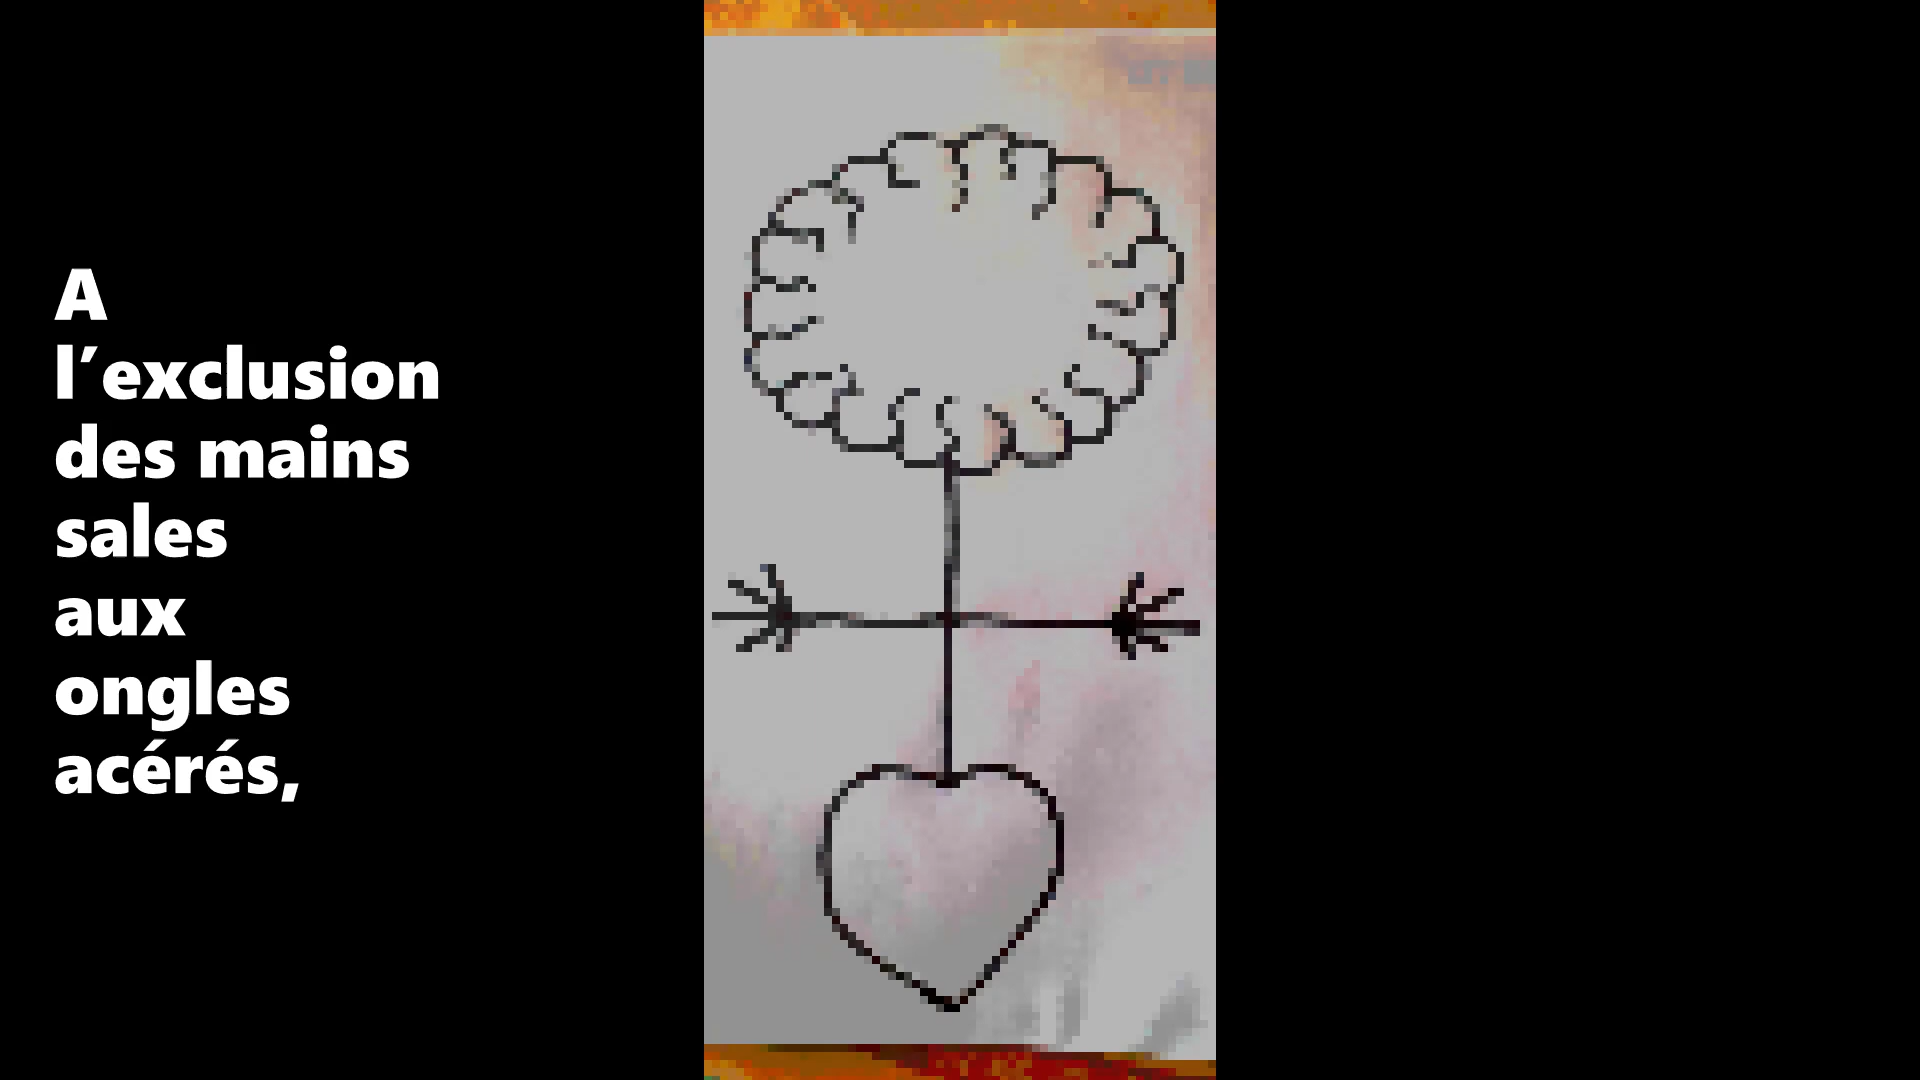 A
l´exclusion
des mains
sales
aux
ongles
acérés,